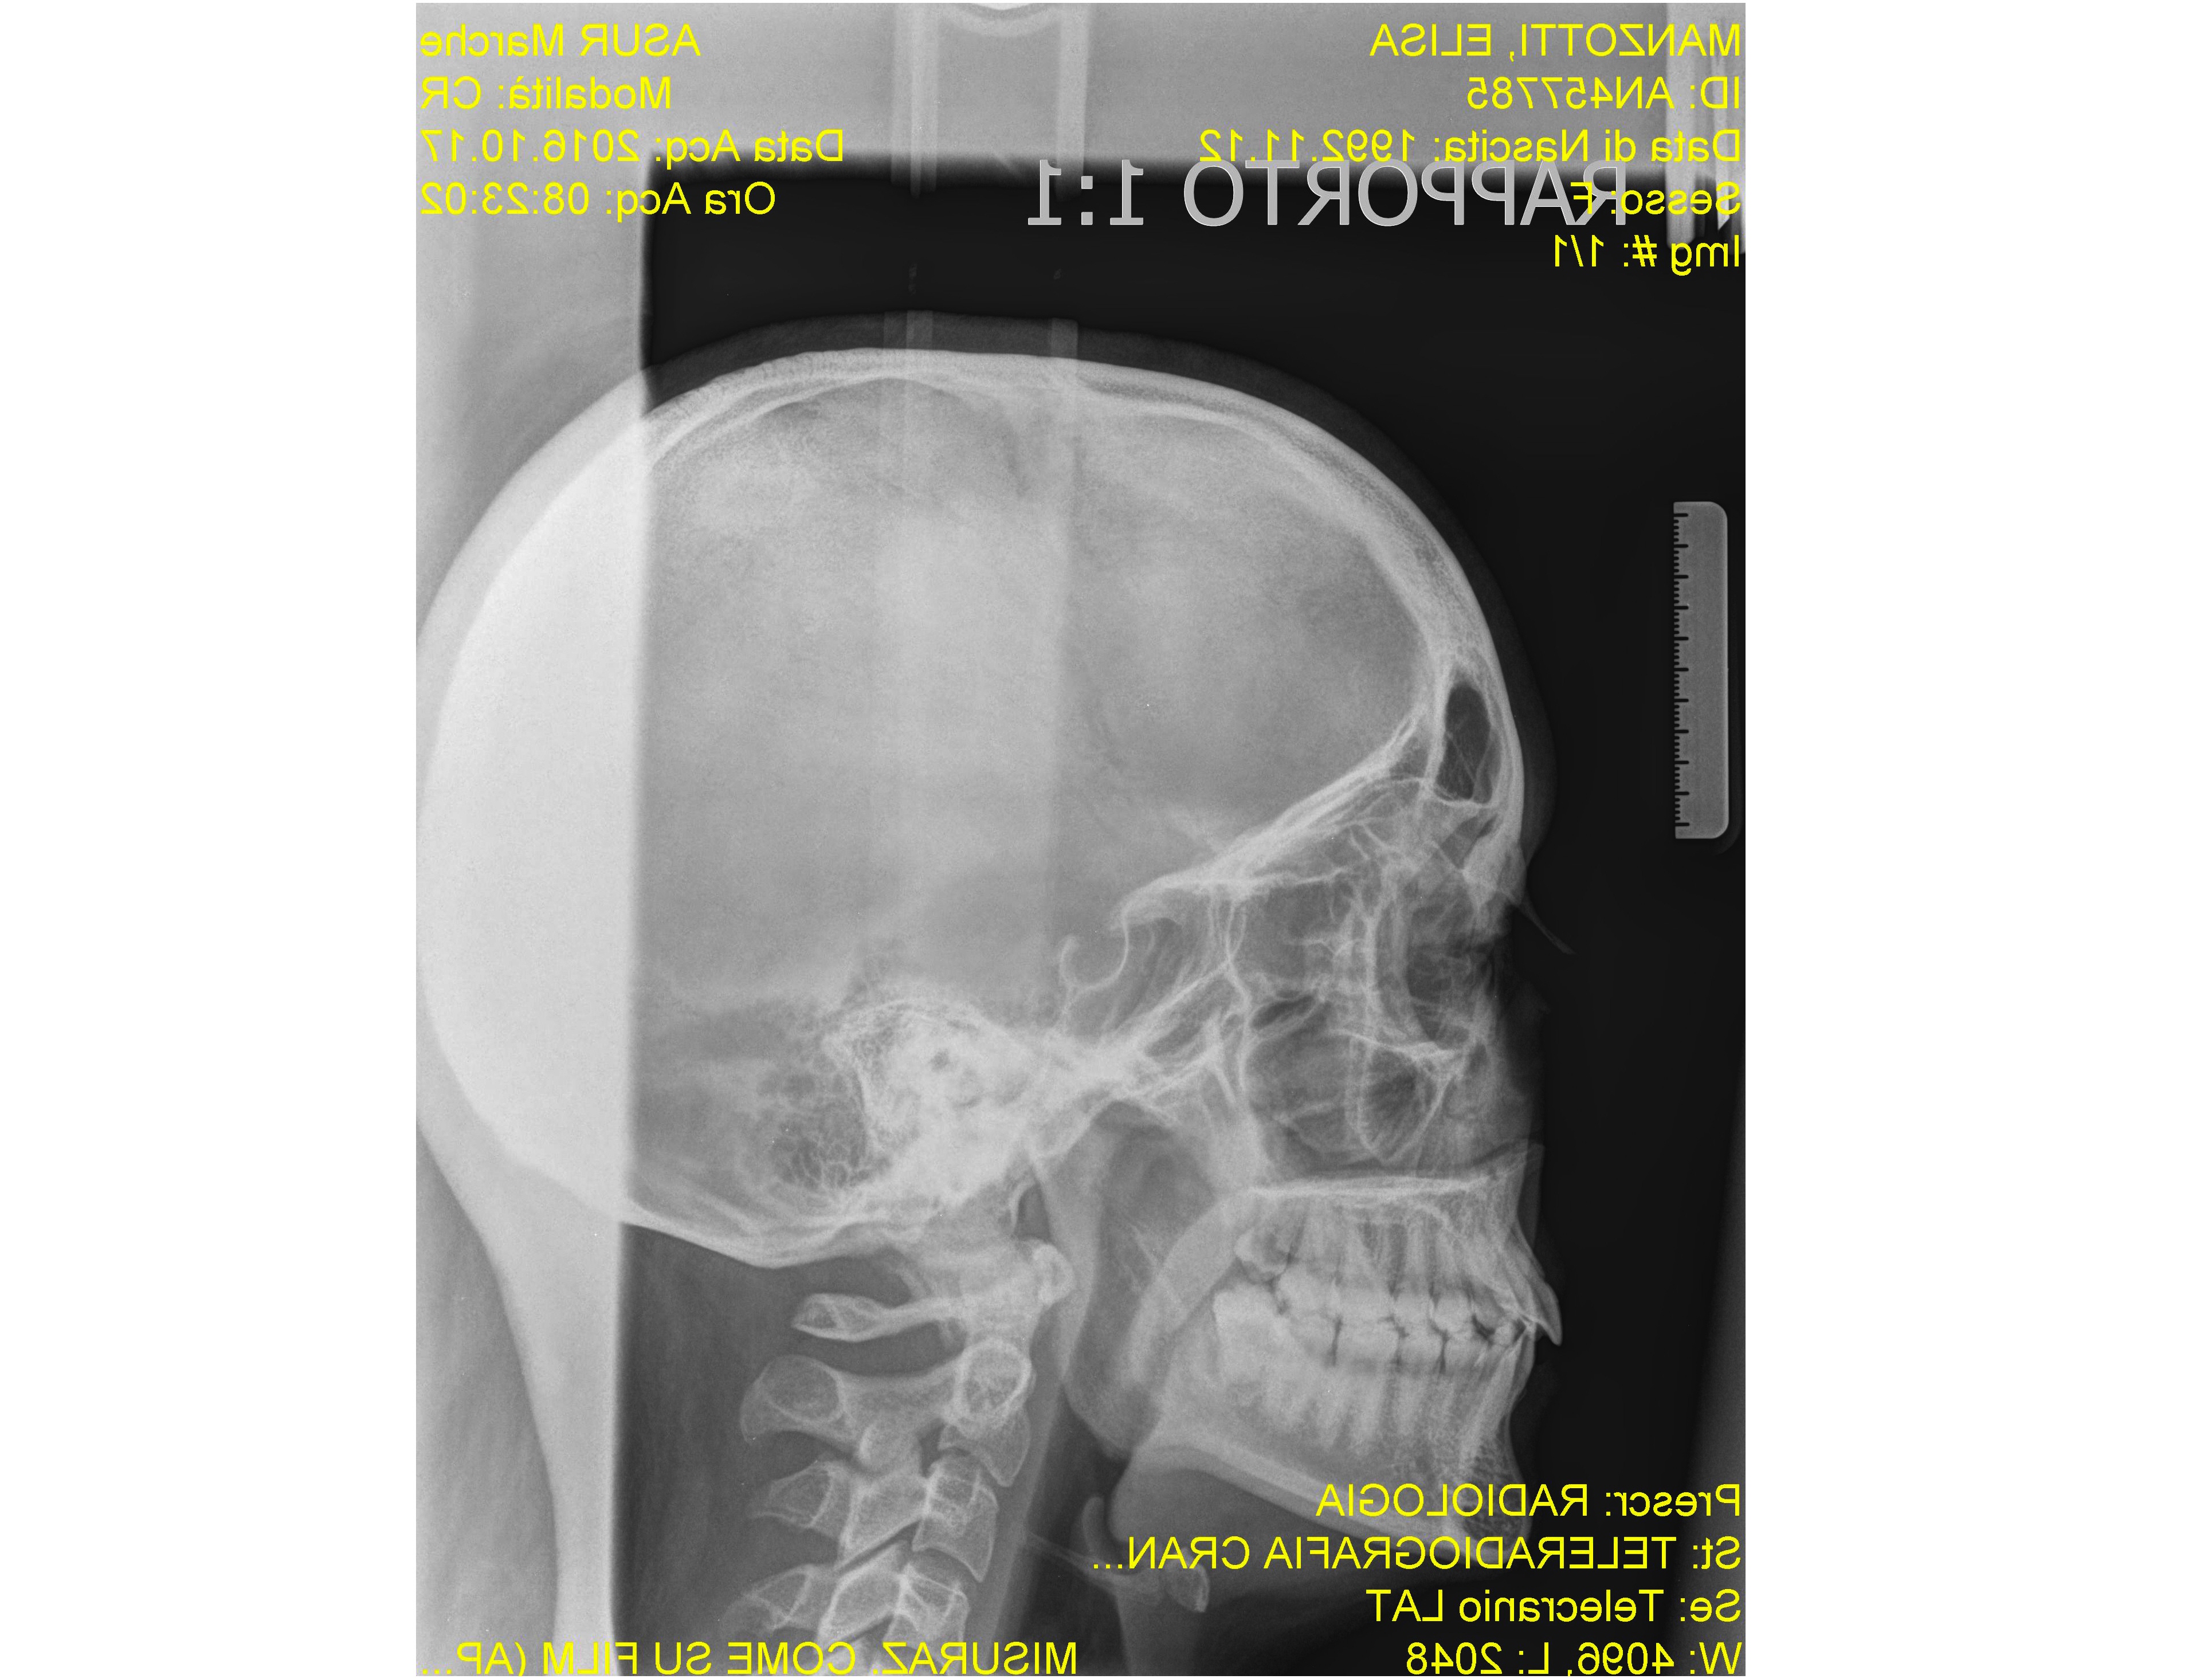 MANZOTTI, ELISA
ID: AN457785
Data di Nascita: 1992.11.12
Sesso: F
Img #: 1/1
ASUR Marche
Modalità: CR
Data Acq: 2016.10.17
Ora Acq: 08:23:02
RAPPORTO 1:1
Prescr: RADIOLOGIA
St: TELERADIOGRAFIA CRAN...
Se: Telecranio LAT
W: 4096, L: 2048
MISURAZ. COME SU FILM (AP...